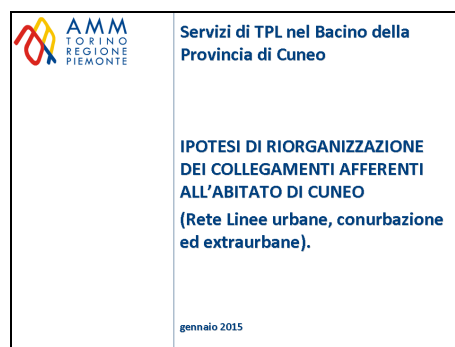 AMM
TORINO
REGIONE
PIEMONTE
Servizi di TPL nel Bacino della
Provincia di Cuneo
IPOTESI DI RIORGANIZZAZIONE
DEI COLLEGAMENTI AFFERENTI
ALL'ABITATO DI CUNEO
(Rete Linee urbane, conurbazione
ed extraurbane).
gennaio 2015